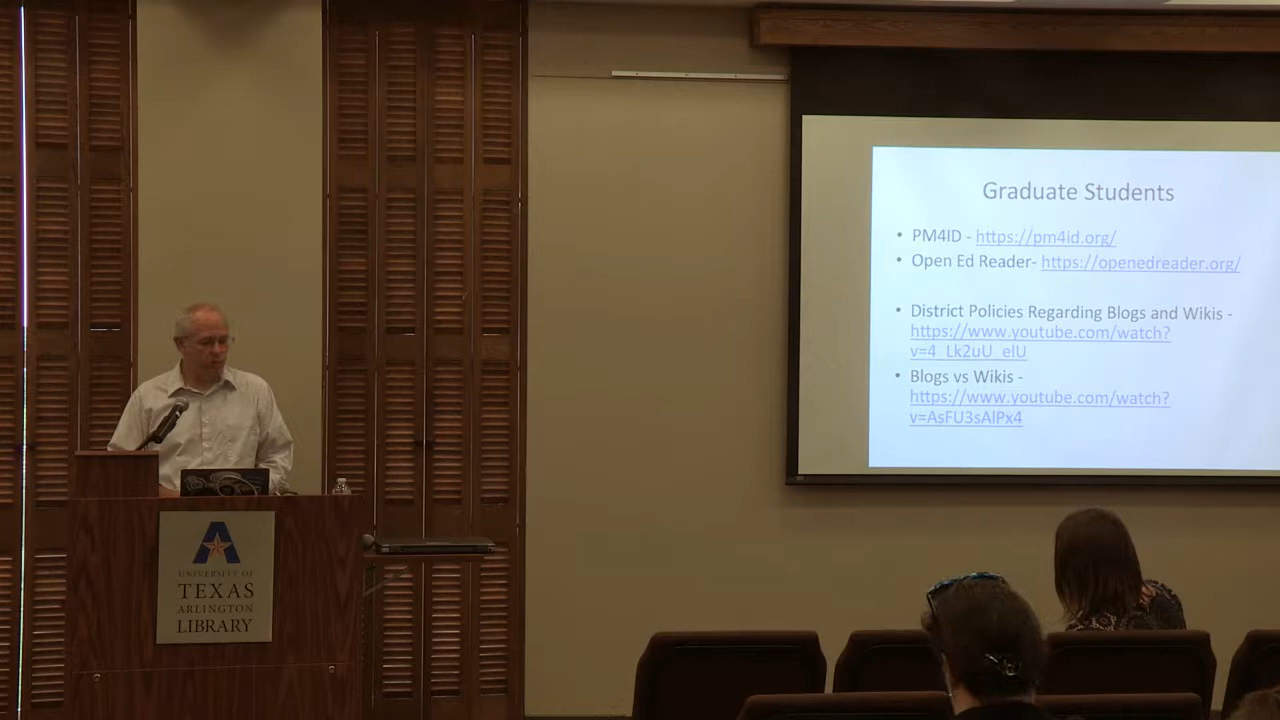 Graduate Students
• PM4ID - https://pm4id.org/
• Open Ed Reader- https://openedreader.org/
• District Policies Regarding Blogs and Wikis -
https://www.youtube.com/watch?
v=4_Lk2uU_elU
• Blogs vs Wikis -
https://www.youtube.com/watch?
v=AsFU3sAlPx4
A
UNIVERSITY OF
TEXAS
ARLINGTON
LIBRARY